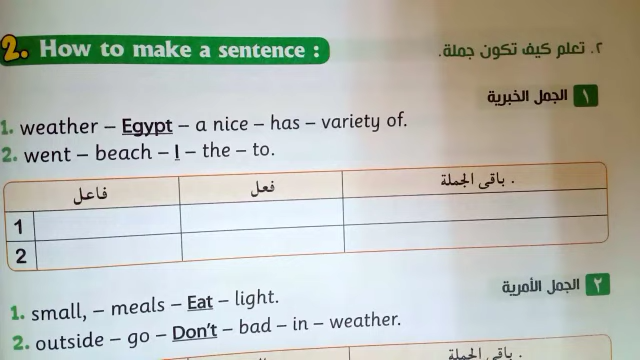 2. How to make a sentence :
٢. تعلم كيف تكون جملة.
١ الجمل الخبرية
1. weather – Egypt – a nice – has – variety of.
2. went – beach – I – the – to.
فاعل فعل باقى الجملة .
1
2
٢ الجمل الأمرية
1. small, – meals – Eat – light.
2. outside – go – Don't – bad – in – weather.
باقى الجملة .